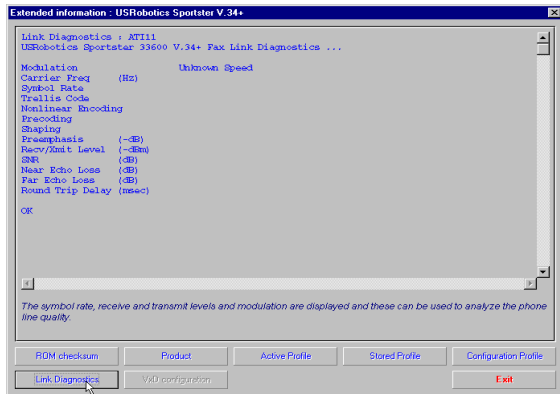 Extended information : USRobotics Sportster V.34+
Link Diagnostics : ATI11
USRobotics Sportster 33600 V.34+ Fax Link Diagnostics ...
Modulation Unknown Speed
Carrier Freq (Hz)
Symbol Rate
Trellis Code
Nonlinear Encoding
Precoding
Shaping
Preemphasis (-dB)
Recv/Xmit Level (-dBm)
SNR (dB)
Near Echo Loss (dB)
Far Echo Loss (dB)
Round Trip Delay (msec)
OK
The symbol rate, receive and transmit levels and modulation are displayed and these can be used to analyze the phone
line quality.
ROM checksum Product Active Profile Stored Profile Configuration Profile
Link Diagnostics VxD configuration Exit